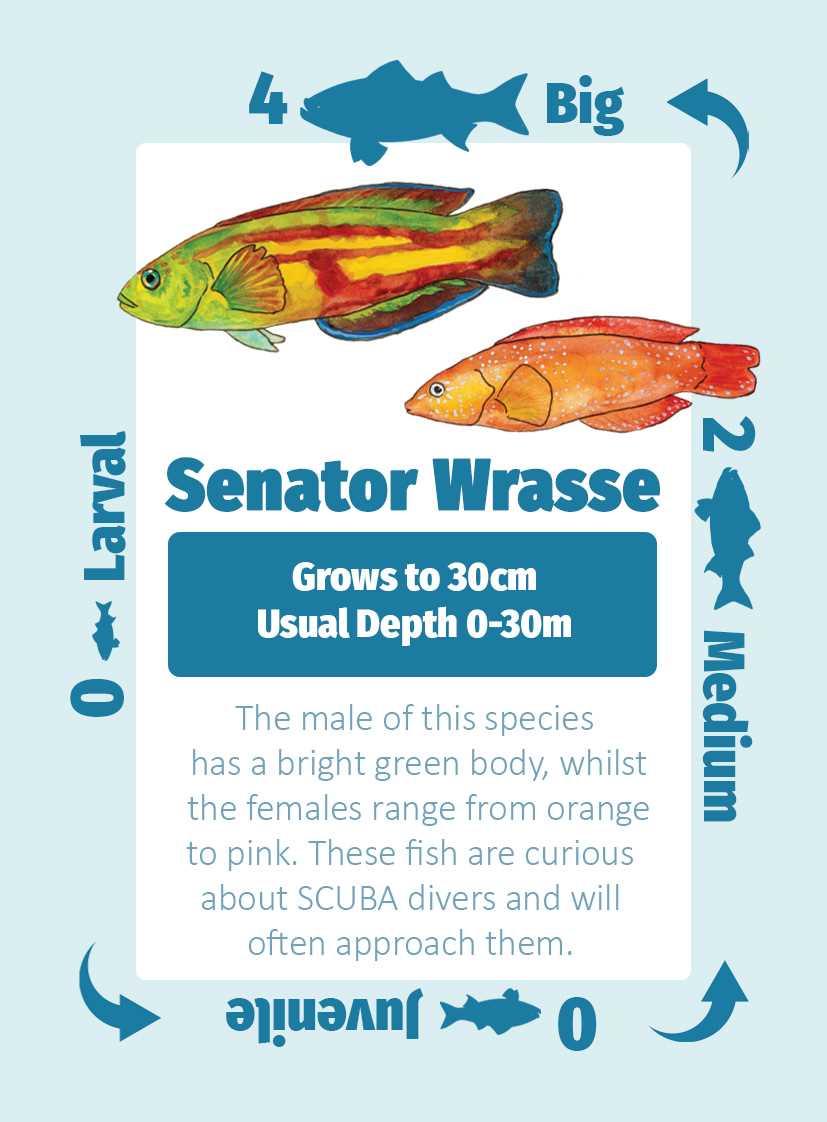 4 Big
Senator Wrasse
Grows to 30cm
Usual Depth 0-30m
The male of this species
has a bright green body, whilst
the females range from orange
to pink. These fish are curious
about SCUBA divers and will
often approach them.
2 Medium
0 Juvenile
0 Larval